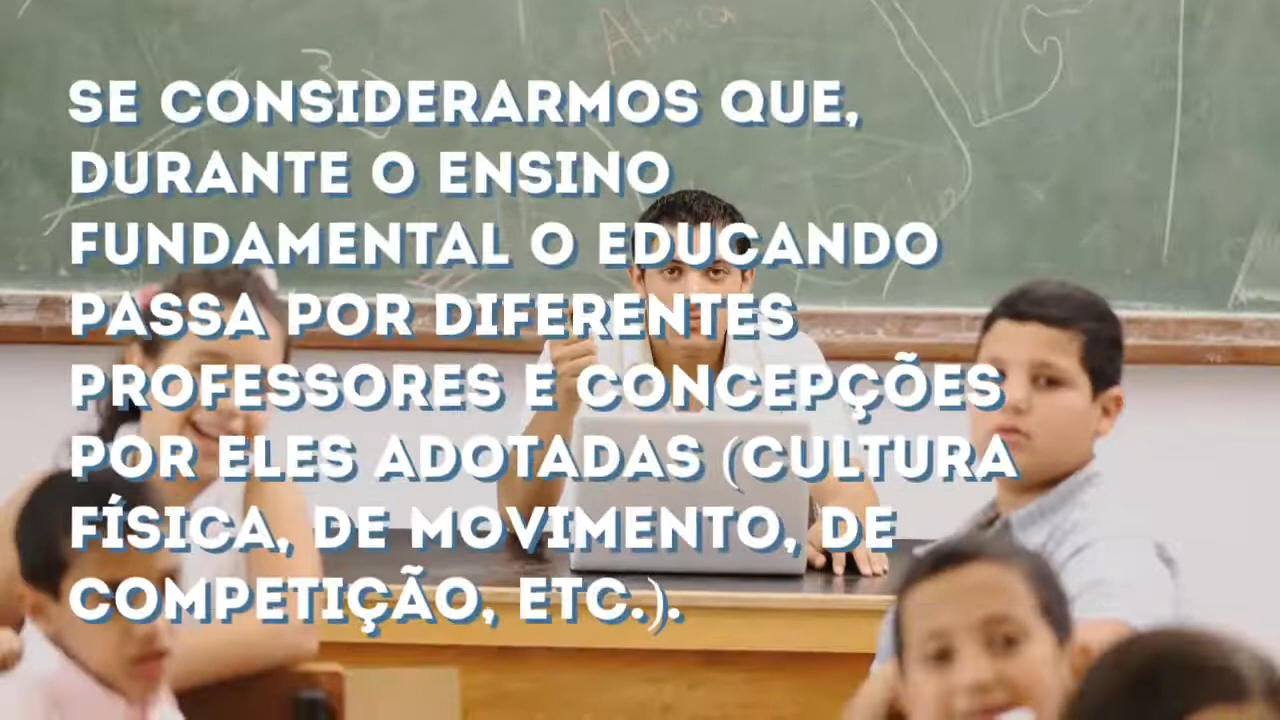 África
SE CONSIDERARMOS QUE,
DURANTE O ENSINO
FUNDAMENTAL O EDUCANDO
PASSA POR DIFERENTES
PROFESSORES E CONCEPÇÕES
POR ELES ADOTADAS (CULTURA
FÍSICA, DE MOVIMENTO, DE
COMPETIÇÃO, ETC.).